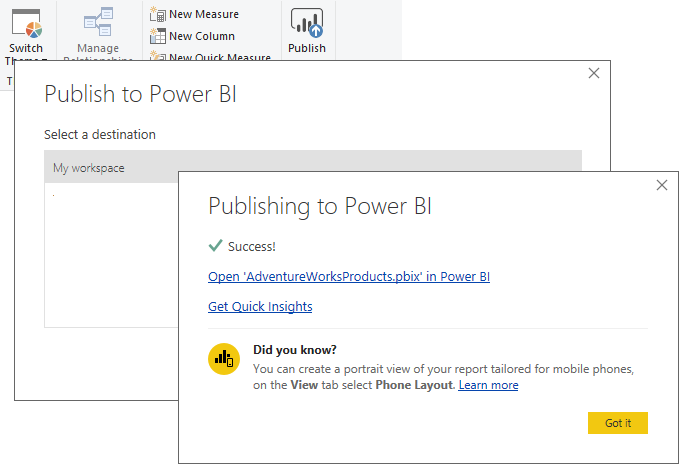 New Measure
New Column
New Quick Measure
Switch
Theme
Manage
Relationships
Publish
T
Publish to Power BI
Select a destination
My workspace
Publishing to Power BI
Success!
Open 'AdventureWorksProducts.pbix' in Power BI
Get Quick Insights
Did you know?
You can create a portrait view of your report tailored for mobile phones,
on the View tab select Phone Layout. Learn more
Got it